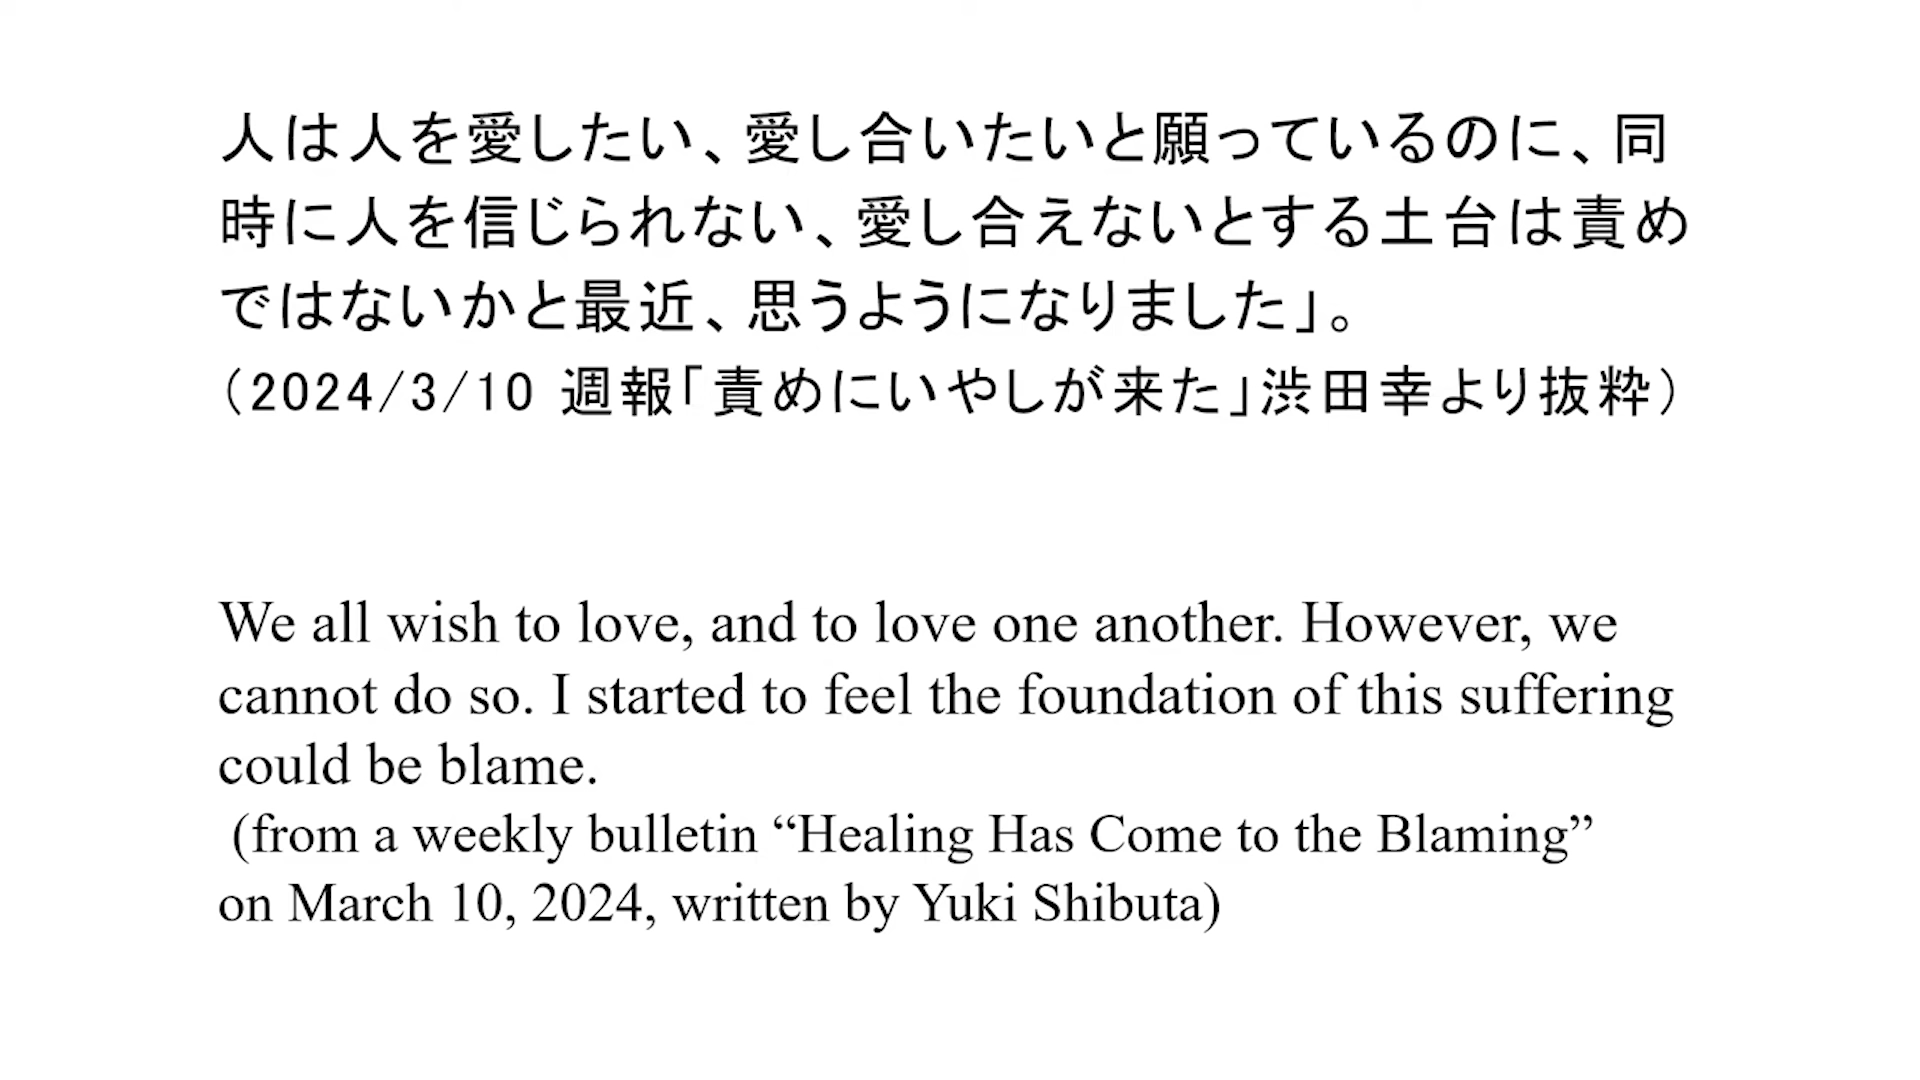 人は人を愛したい、愛し合いたいと願っているのに、同
時に人を信じられない、愛し合えないとする土台は責め
ではないかと最近、思うようになりました」。
（2024/3/10 週報「責めにいやしが来た」渋田幸より抜粋）
We all wish to love, and to love one another. However, we
cannot do so. I started to feel the foundation of this suffering
could be blame.
(from a weekly bulletin “Healing Has Come to the Blaming”
on March 10, 2024, written by Yuki Shibuta)